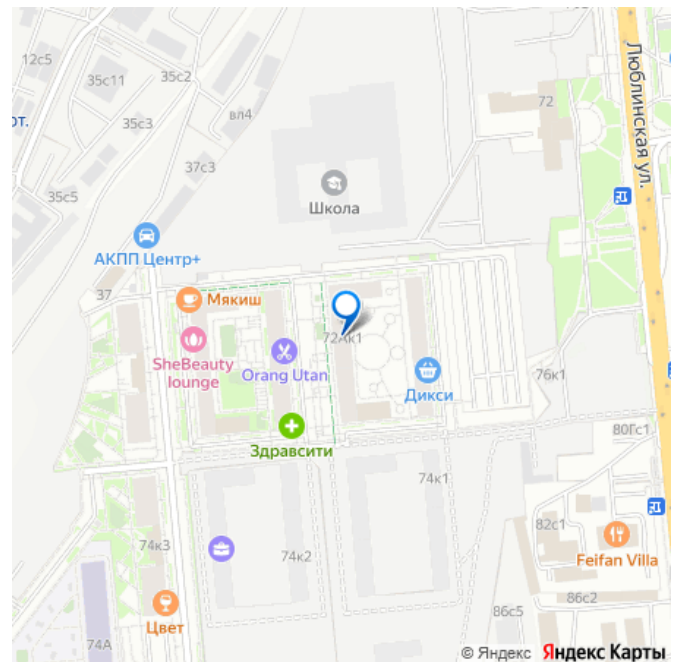 12с5
35с11
35с2
72
Люблинская ул.
от.
вл4
35с3
37с3
35с5
Школа
АКПП Центр+
37
Мякиш
72Ак1
SheBeauty
lounge
Orang Utan
Дикси
76к1
Здравсити
80Гс1
74к1
82с1
74к3
74к2
Feifan Villa
86с2
86с5
Цвет
74А
© Яндекс Яндекс Карты